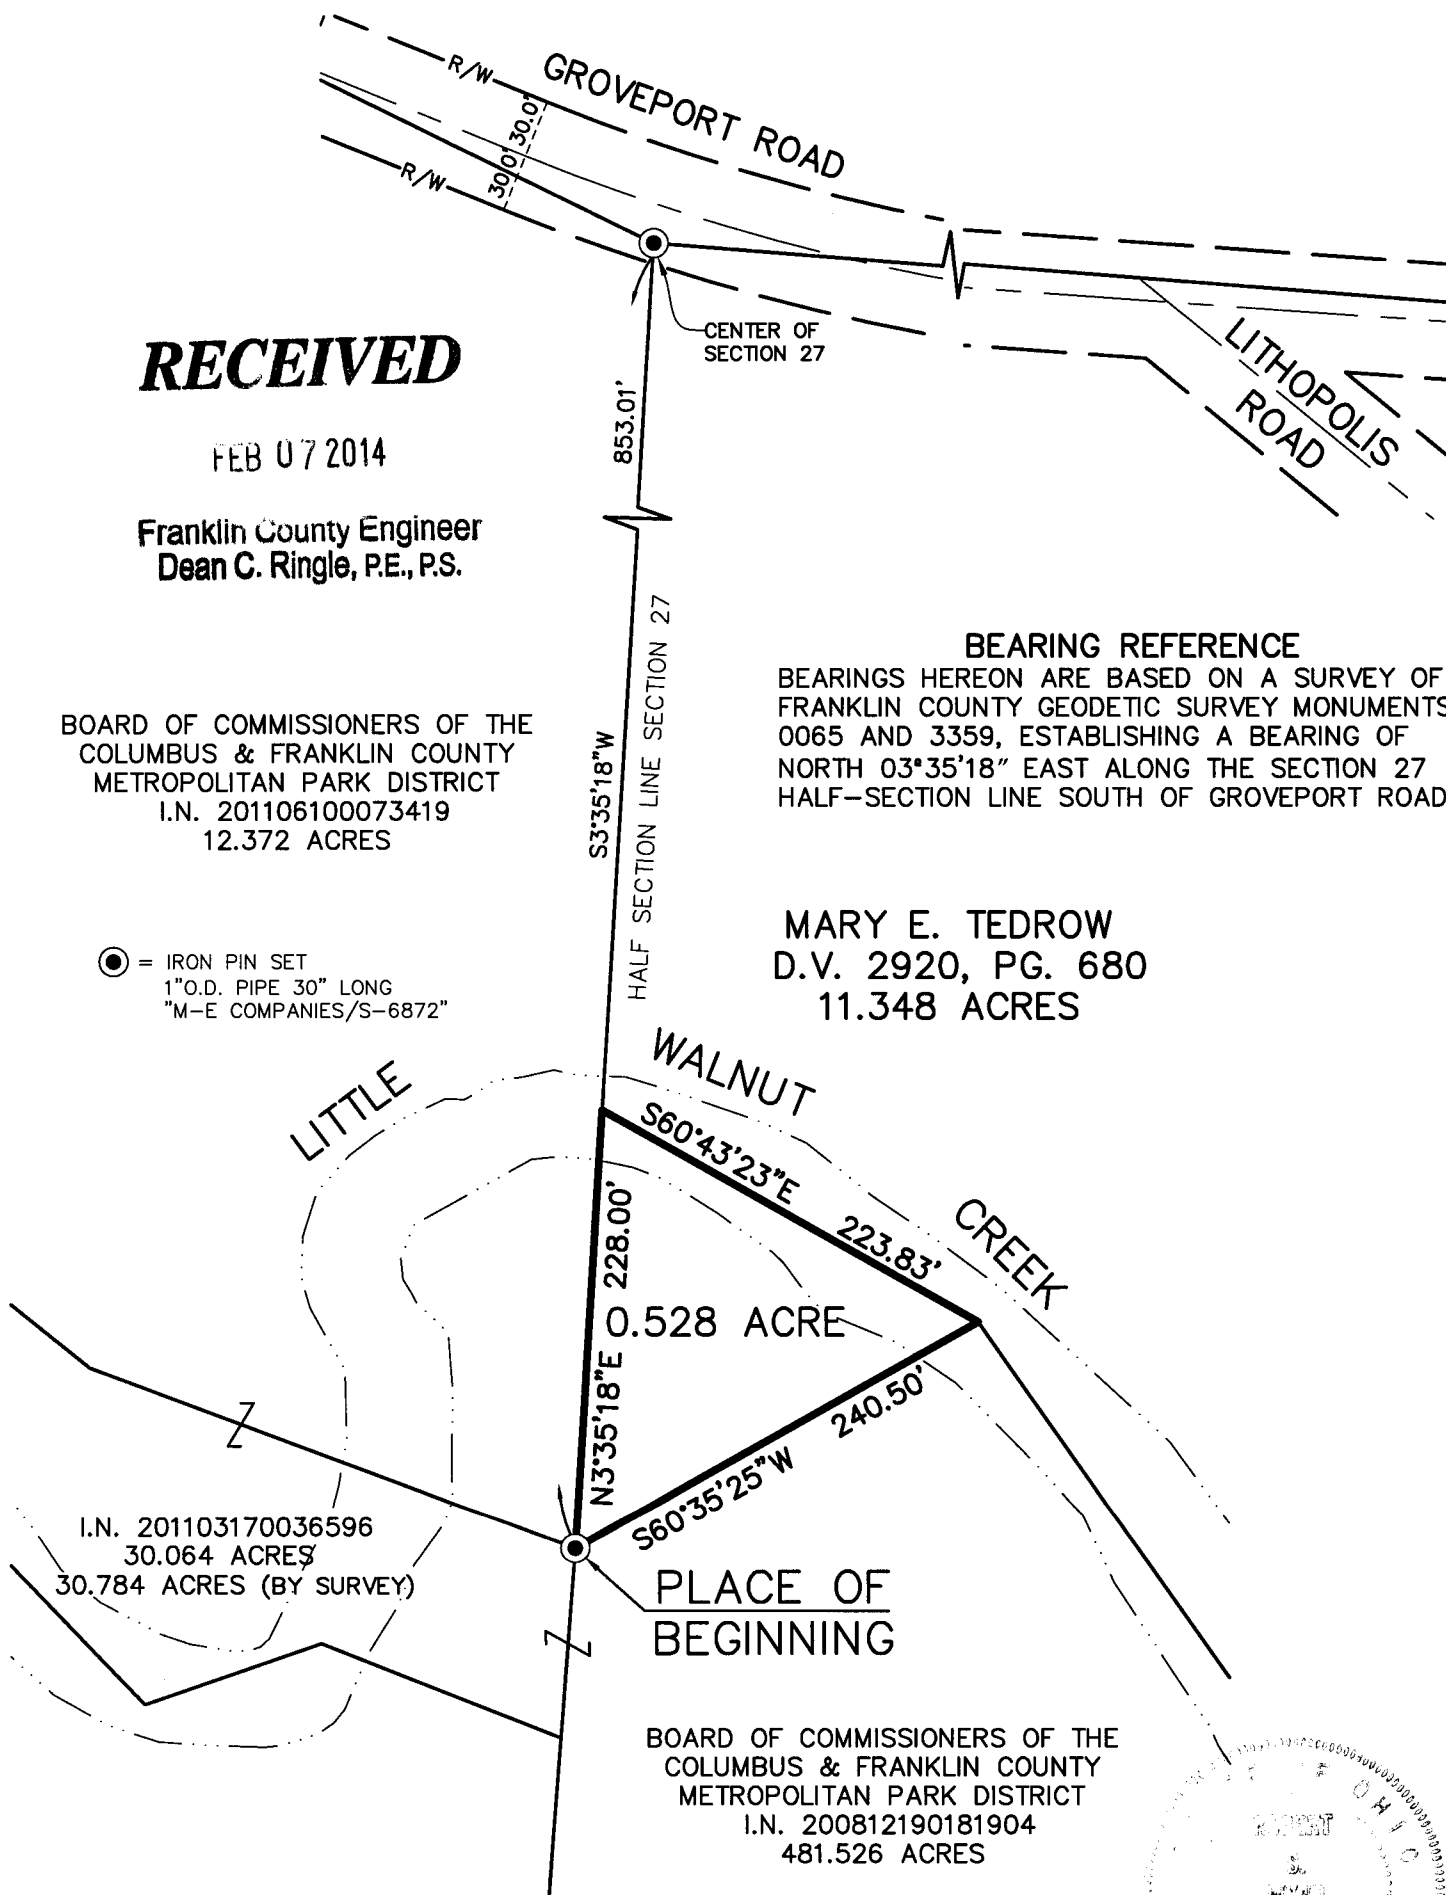 R/W
GROVEPORT ROAD
30.0'
30.0'
R/W
CENTER OF
SECTION 27
LITHOPOLIS
ROAD
RECEIVED
FEB 07 2014
Franklin County Engineer
Dean C. Ringle, P.E., P.S.
853.01'
S3°35'18"W
HALF SECTION LINE SECTION 27
BEARING REFERENCE
BEARINGS HEREON ARE BASED ON A SURVEY OF
FRANKLIN COUNTY GEODETIC SURVEY MONUMENTS
0065 AND 3359, ESTABLISHING A BEARING OF
NORTH 03°35'18" EAST ALONG THE SECTION 27
HALF-SECTION LINE SOUTH OF GROVEPORT ROAD
BOARD OF COMMISSIONERS OF THE
COLUMBUS & FRANKLIN COUNTY
METROPOLITAN PARK DISTRICT
I.N. 201106100073419
12.372 ACRES
MARY E. TEDROW
D.V. 2920, PG. 680
11.348 ACRES
= IRON PIN SET
1"O.D. PIPE 30" LONG
"M-E COMPANIES/S-6872"
LITTLE
WALNUT
CREEK
S60°43'23"E 223.83'
N3°35'18"E 228.00'
0.528 ACRE
S60°35'25"W 240.50'
I.N. 201103170036596
30.064 ACRES
30.784 ACRES (BY SURVEY)
PLACE OF
BEGINNING
BOARD OF COMMISSIONERS OF THE
COLUMBUS & FRANKLIN COUNTY
METROPOLITAN PARK DISTRICT
I.N. 200812190181904
481.526 ACRES
OHIO